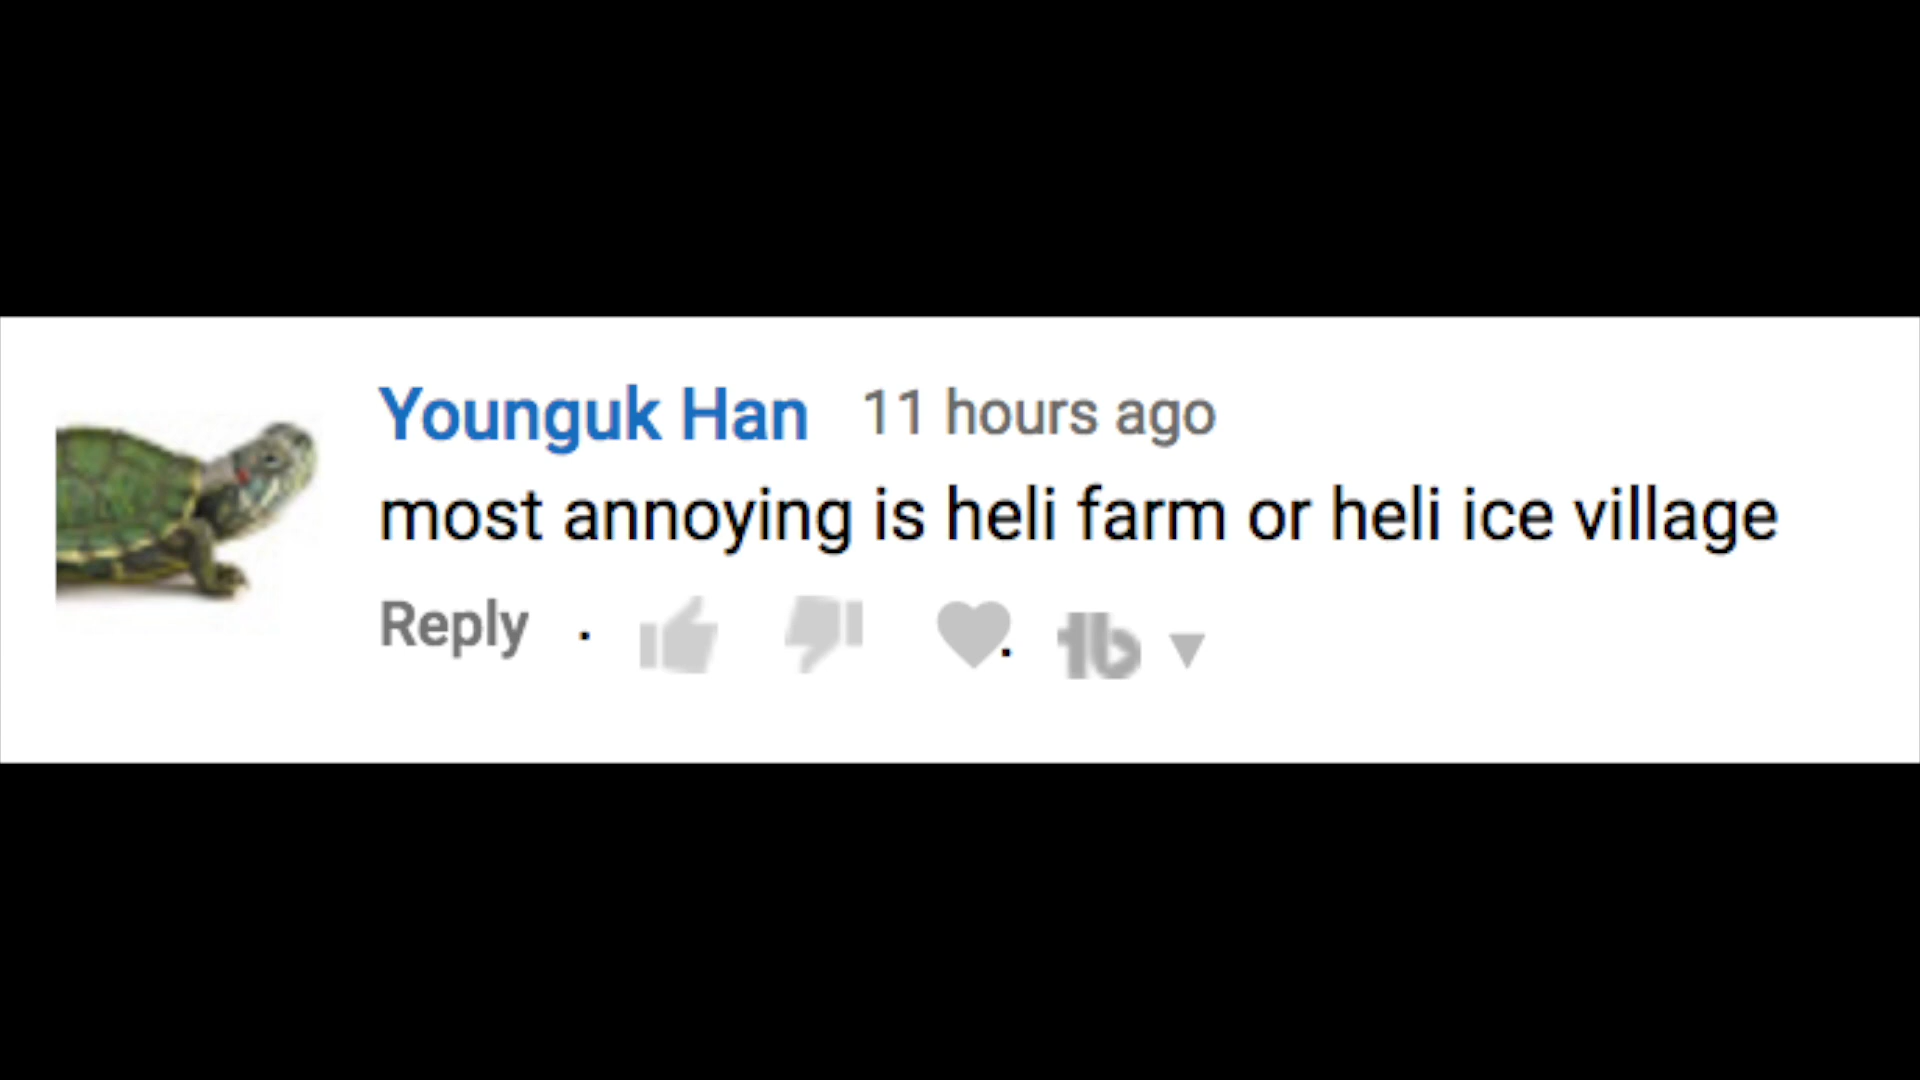 Younguk Han 11 hours ago
most annoying is heli farm or heli ice village
Reply .